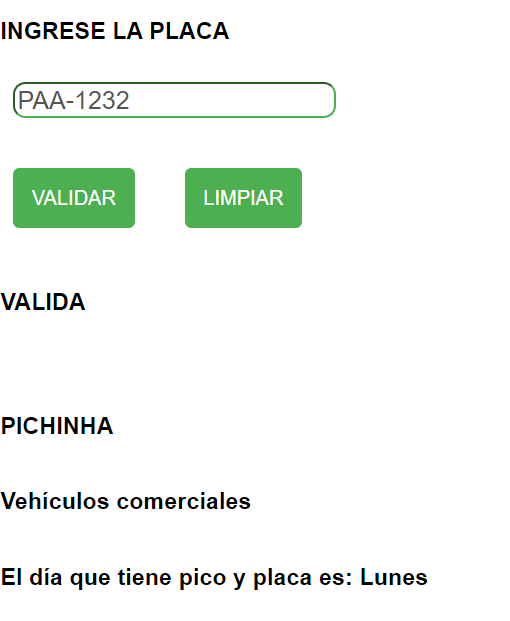 INGRESE LA PLACA
PAA-1232
VALIDAR LIMPIAR
VALIDA
PICHINHA
Vehículos comerciales
El día que tiene pico y placa es: Lunes